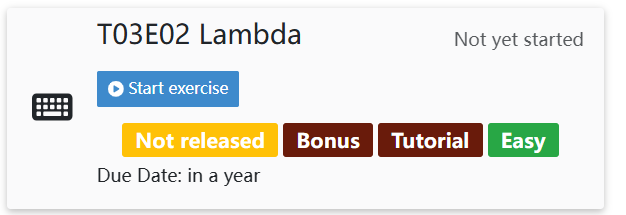 T03E02 Lambda
Not yet started
Start exercise
Not released Bonus Tutorial Easy
Due Date: in a year